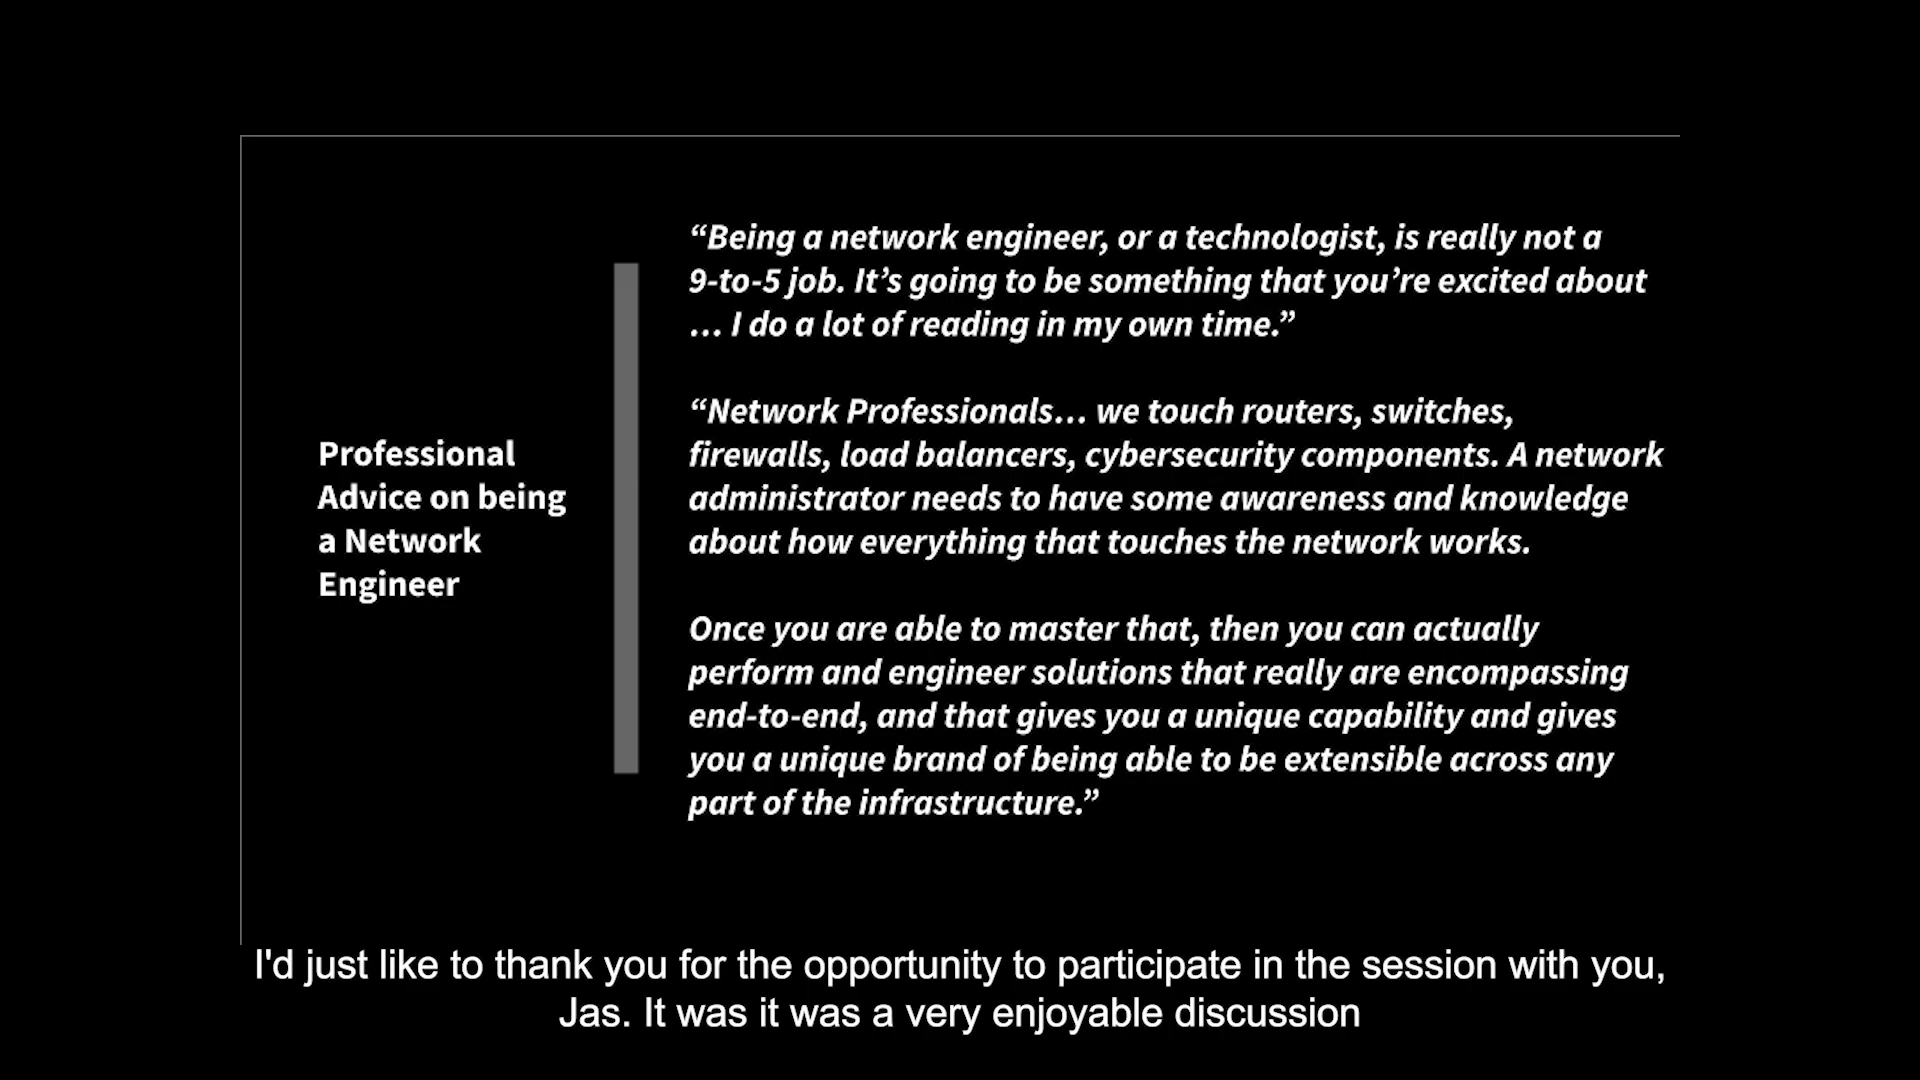 Professional
Advice on being
a Network
Engineer
“Being a network engineer, or a technologist, is really not a
9-to-5 job. It’s going to be something that you’re excited about
… I do a lot of reading in my own time.”
“Network Professionals… we touch routers, switches,
firewalls, load balancers, cybersecurity components. A network
administrator needs to have some awareness and knowledge
about how everything that touches the network works.
Once you are able to master that, then you can actually
perform and engineer solutions that really are encompassing
end-to-end, and that gives you a unique capability and gives
you a unique brand of being able to be extensible across any
part of the infrastructure.”
I'd just like to thank you for the opportunity to participate in the session with you,
Jas. It was it was a very enjoyable discussion